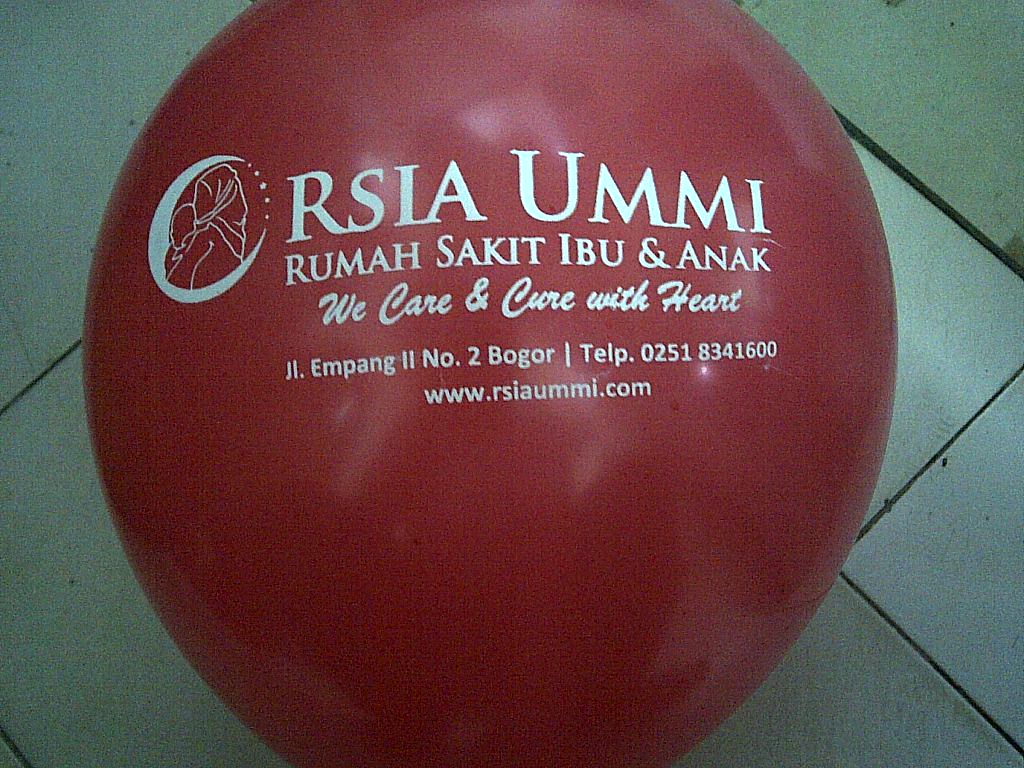 RSIA UMMI
RUMAH SAKIT IBU & ANAK
We Care & Cure with Heart
Jl. Empang II No. 2 Bogor | Telp. 0251 8341600
www.rsiaummi.com